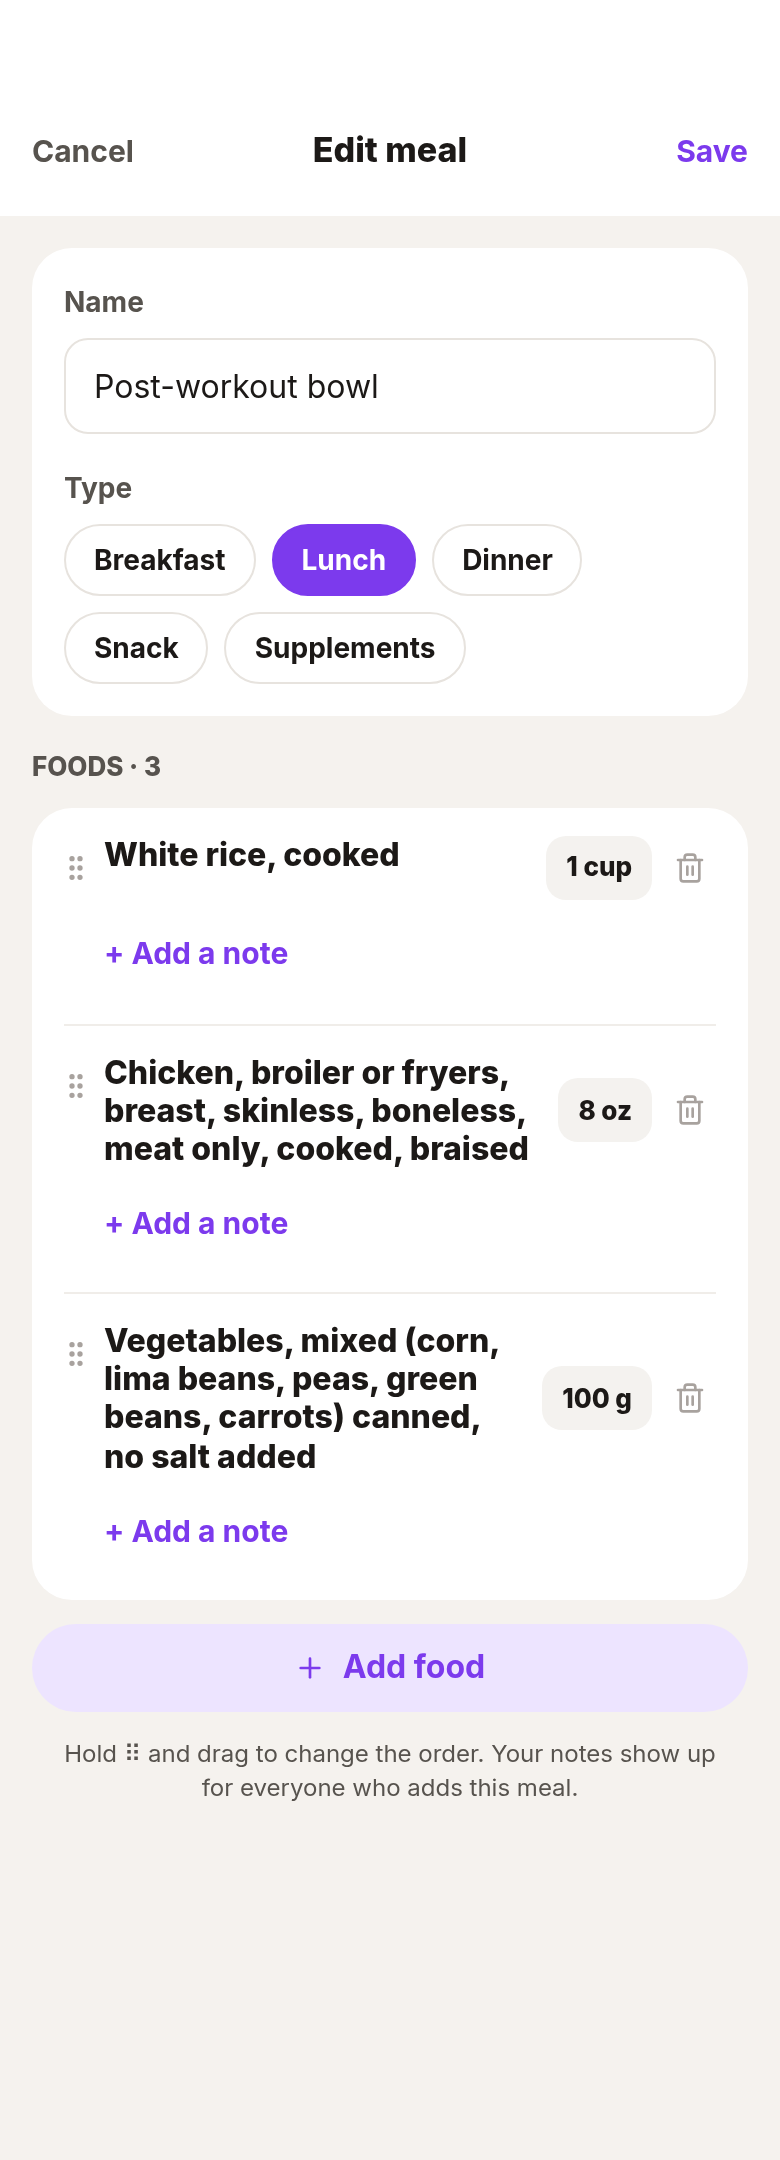 Cancel
Edit meal
Save
Name
Post-workout bowl
Type
Breakfast
Lunch
Dinner
Snack
Supplements
FOODS · 3
White rice, cooked
1 cup
+ Add a note
Chicken, broiler or fryers,
breast, skinless, boneless,
meat only, cooked, braised
8 oz
+ Add a note
Vegetables, mixed (corn,
lima beans, peas, green
beans, carrots) canned,
no salt added
100 g
+ Add a note
+ Add food
Hold ⠿ and drag to change the order. Your notes show up
for everyone who adds this meal.